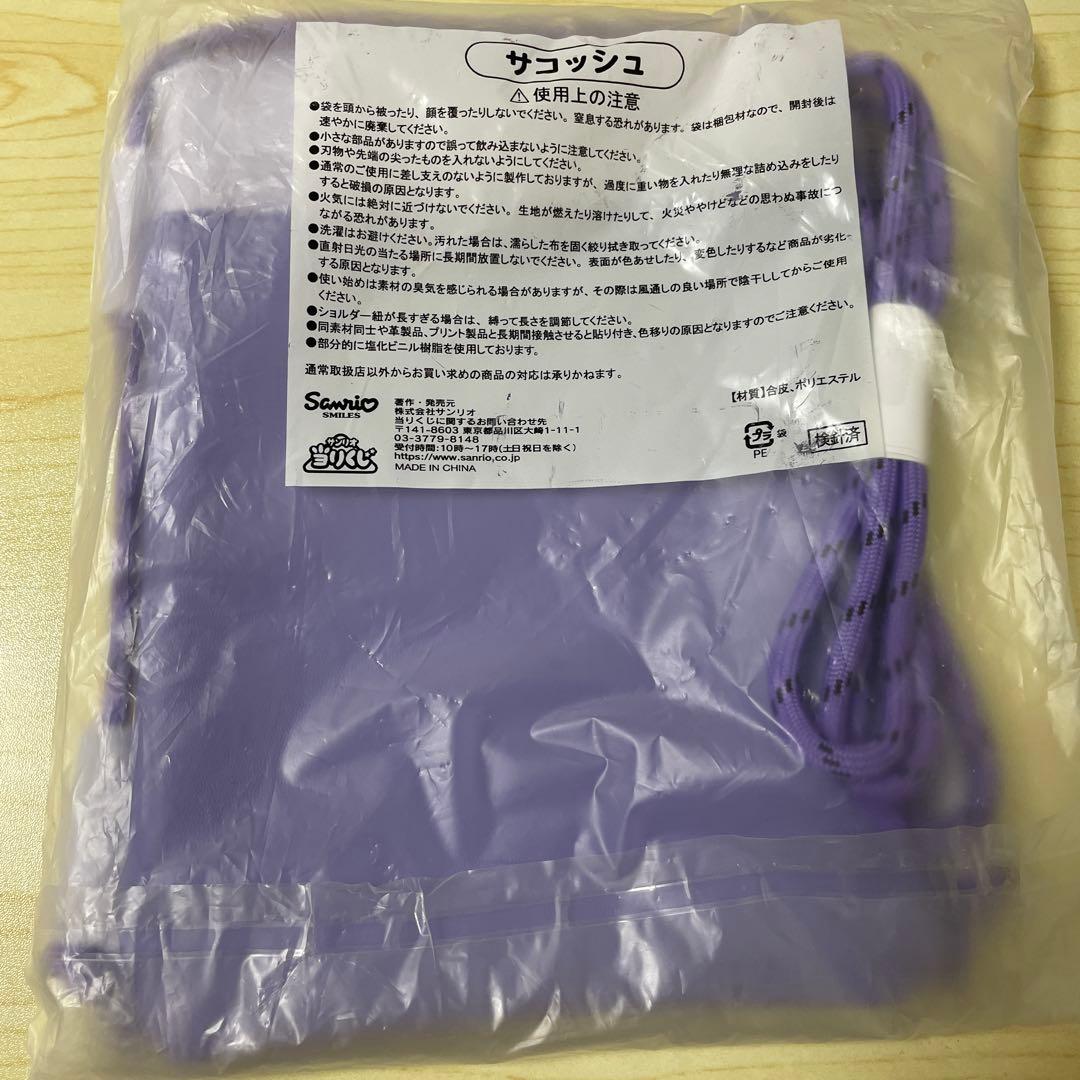 サコッシュ
⚠使用上の注意
●袋を頭から被ったり、顔を覆ったりしないでください。窒息する恐れがあります。袋は梱包材なので、開封後は
速やかに廃棄してください。
●小さな部品がありますので誤って飲み込まないように注意してください。
●刃物や先端の尖ったものを入れないようにしてください。
●通常のご使用に差し支えのないように製作しておりますが、過度に重い物を入れたり無理な詰め込みをしたり
すると破損の原因となります。
●火気には絶対に近づけないでください。生地が燃えたり溶けたりして、火災ややけどなどの思わぬ事故につ
ながる恐れがあります。
●洗濯はお避けください。汚れた場合は、濡らした布を固く絞り拭き取ってください。
●直射日光の当たる場所に長期間放置しないでください。表面が色あせしたり、変色したりするなど商品が劣化
する原因となります。
●使い始めは素材の臭気を感じられる場合がありますが、その際は風通しの良い場所で陰干ししてからご使用
ください。
●ショルダー紐が長すぎる場合は、縛って長さを調節してください。
●同素材同士や革製品、プリント製品と長期間接触させると貼り付き、色移りの原因となりますのでご注意ください。
●部分的に塩化ビニル樹脂を使用しております。
通常取扱店以外からお買い求めの商品の対応は承りかねます。
【材質】合皮、ポリエステル
Sanrio
SMILES
サンリオ
当りくじ
著作・発売元
株式会社サンリオ
当りくじに関するお問い合わせ先
〒141-8603 東京都品川区大崎1-11-1
03-3779-8148
受付時間:10時〜17時(土日祝日を除く)
https://www.sanrio.co.jp
MADE IN CHINA
プラ
袋
PE
検針済